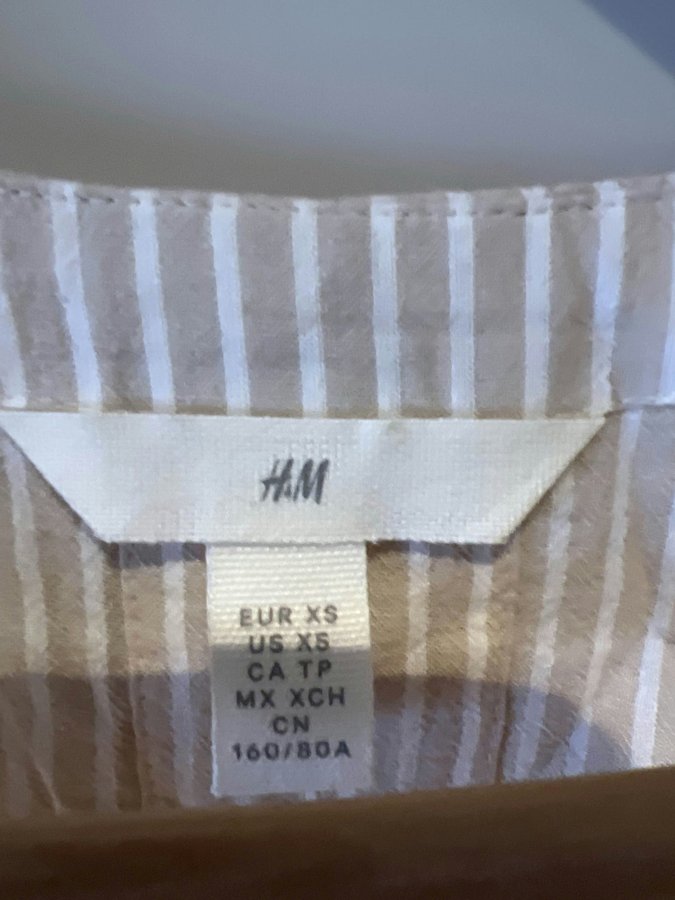 H&M
EUR XS
US XS
CA TP
MX XCH
CN
160/80A